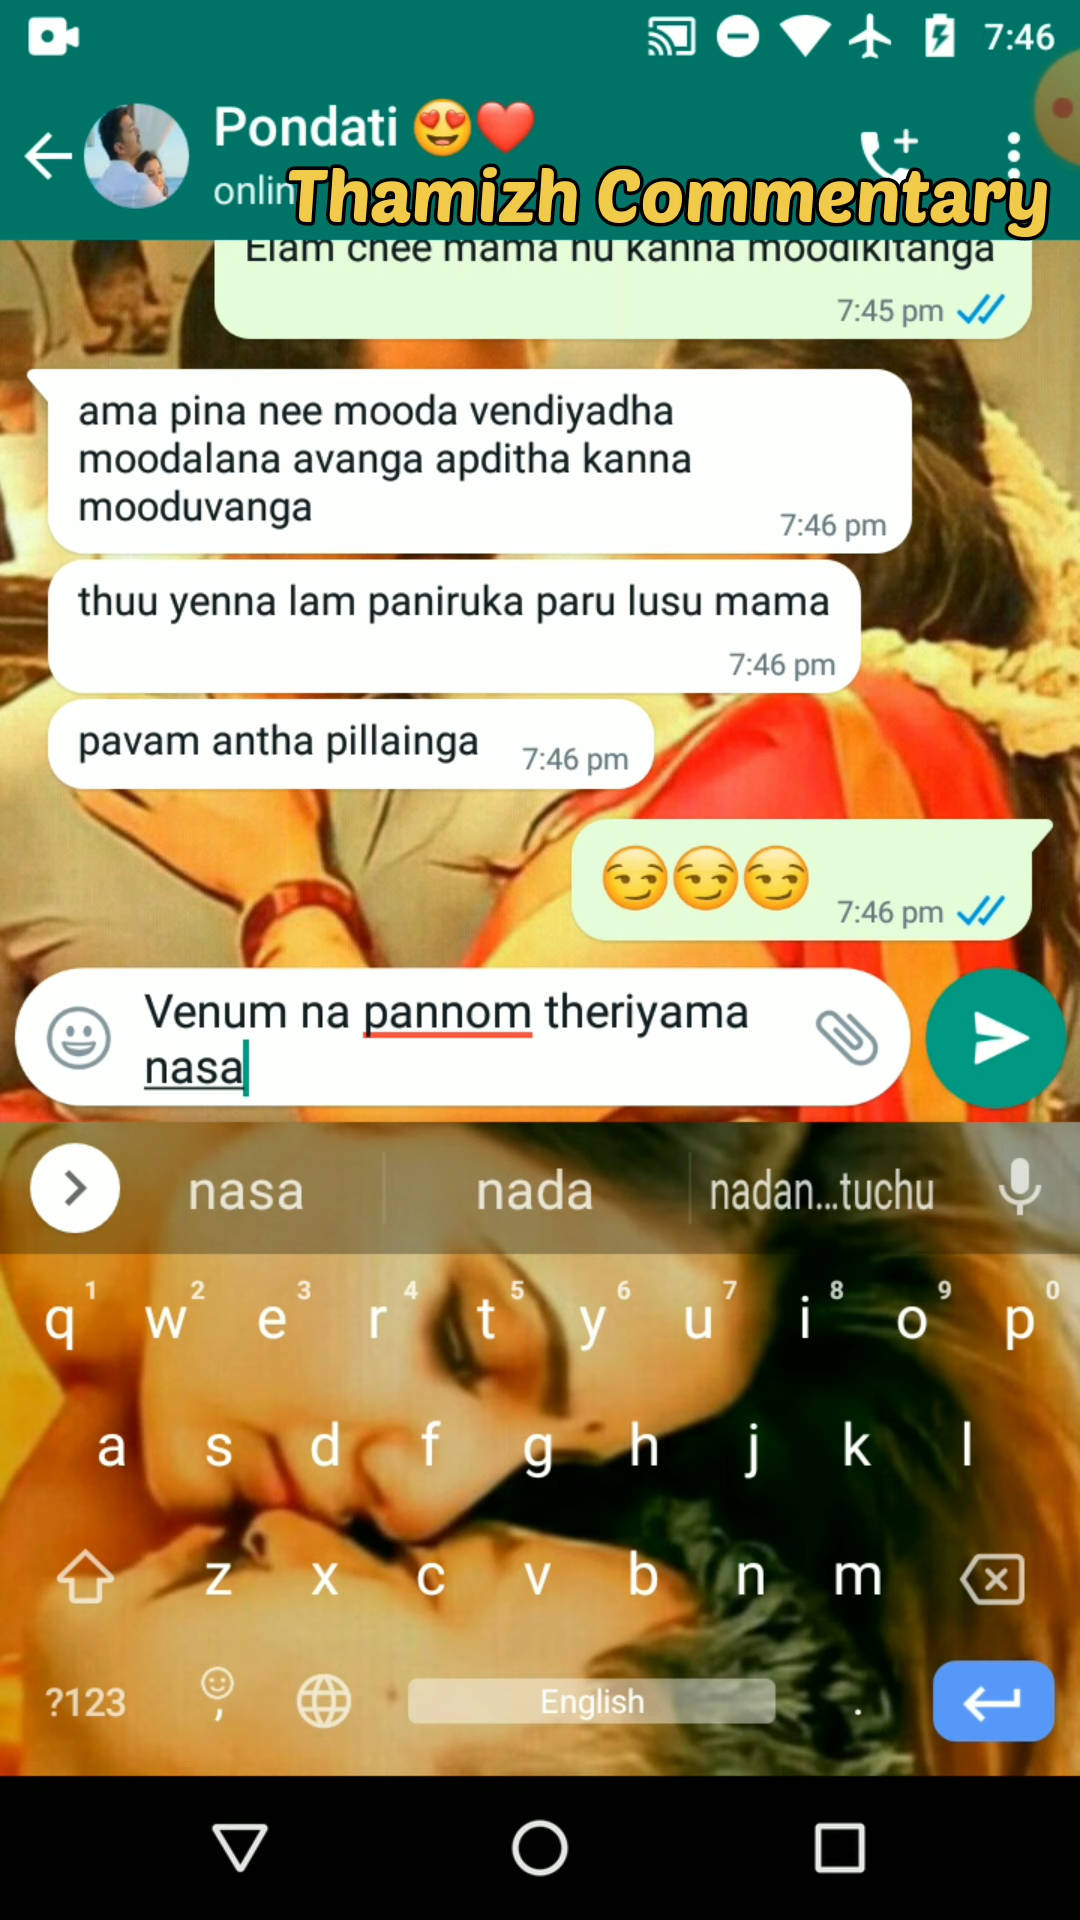 7:46
Pondati 😍❤️
onlin
Thamizh Commentary
Elam chee mama nu kanna moodikitanga
7:45 pm
ama pina nee mooda vendiyadha
moodalana avanga apditha kanna
mooduvanga
7:46 pm
thuu yenna lam paniruka paru lusu mama
7:46 pm
pavam antha pillainga 7:46 pm
😏😏😏 7:46 pm
Venum na pannom theriyama
nasa
nasa nada nadan...tuchu
1 2 3 4 5 6 7 8 9 0
q w e r t y u i o p
a s d f g h j k l
z x c v b n m
?123 , English .